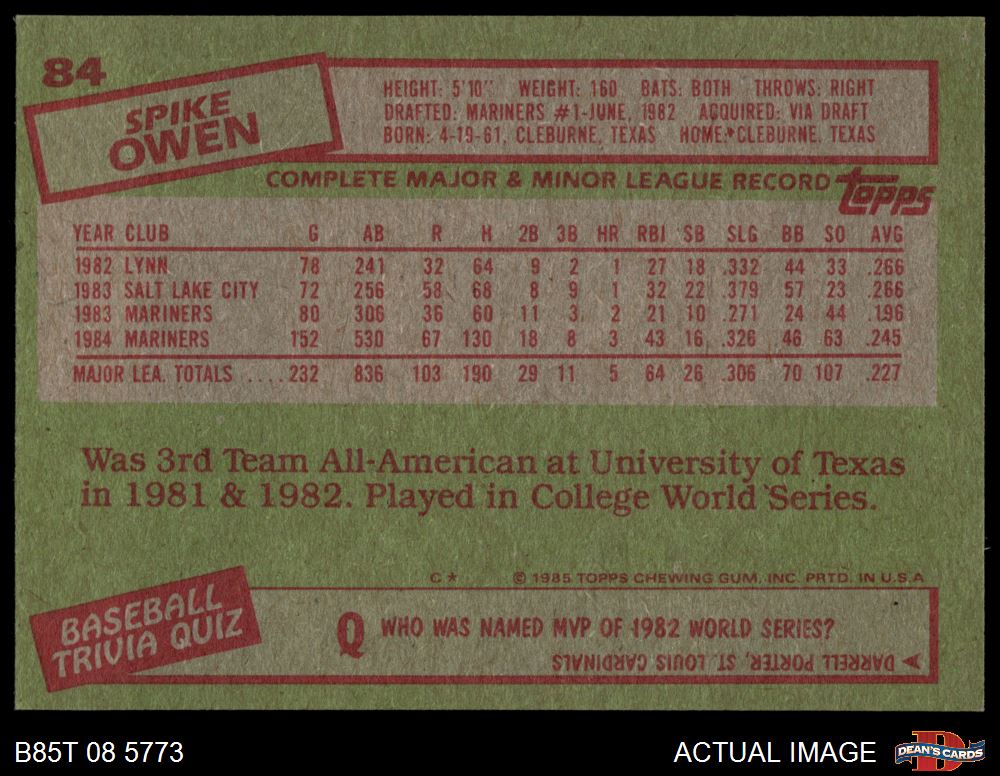 84
SPIKE
OWEN
HEIGHT: 5'10" WEIGHT: 160 BATS: BOTH THROWS: RIGHT
DRAFTED: MARINERS #1-JUNE, 1982 ACQUIRED: VIA DRAFT
BORN: 4-19-61, CLEBURNE, TEXAS HOME: CLEBURNE, TEXAS
COMPLETE MAJOR & MINOR LEAGUE RECORD topps
YEAR CLUB G AB R H 2B 3B HR RBI SB SLG BB SO AVG
1982 LYNN 78 241 32 64 9 2 1 27 18 .332 44 33 .266
1983 SALT LAKE CITY 72 256 58 68 8 9 1 32 22 .379 57 23 .266
1983 MARINERS 80 306 36 60 11 3 2 21 10 .271 24 44 .196
1984 MARINERS 152 530 67 130 18 8 3 43 16 .326 46 63 .245
MAJOR LEA. TOTALS .... 232 836 103 190 29 11 5 64 26 .306 70 107 .227
Was 3rd Team All-American at University of Texas
in 1981 & 1982. Played in College World Series.
C* © 1985 TOPPS CHEWING GUM, INC. PRTD. IN U.S.A
BASEBALL
TRIVIA QUIZ
Q WHO WAS NAMED MVP OF 1982 WORLD SERIES?
DARRELL PORTER, ST. LOUIS CARDINALS
B85T 08 5773
ACTUAL IMAGE
DEAN'S CARDS